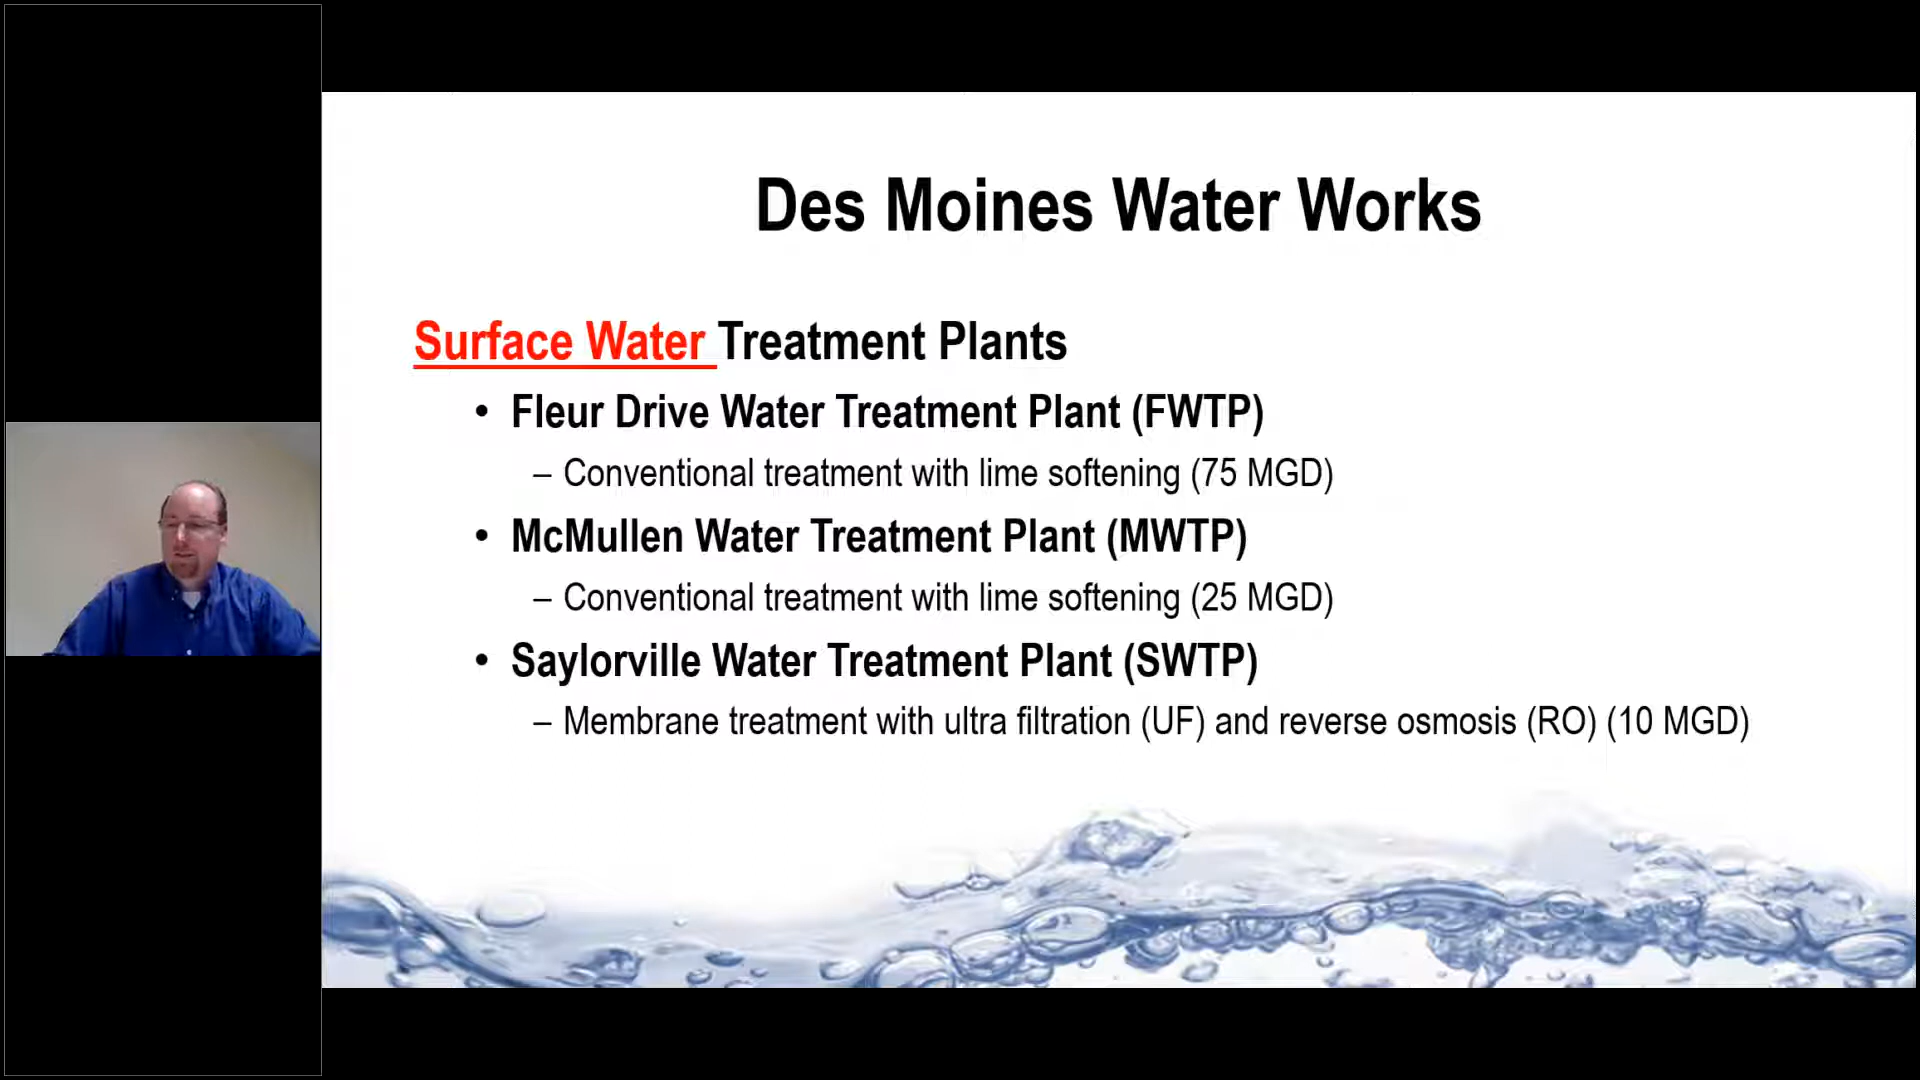 Des Moines Water Works
Surface Water Treatment Plants
• Fleur Drive Water Treatment Plant (FWTP)
– Conventional treatment with lime softening (75 MGD)
• McMullen Water Treatment Plant (MWTP)
– Conventional treatment with lime softening (25 MGD)
• Saylorville Water Treatment Plant (SWTP)
– Membrane treatment with ultra filtration (UF) and reverse osmosis (RO) (10 MGD)